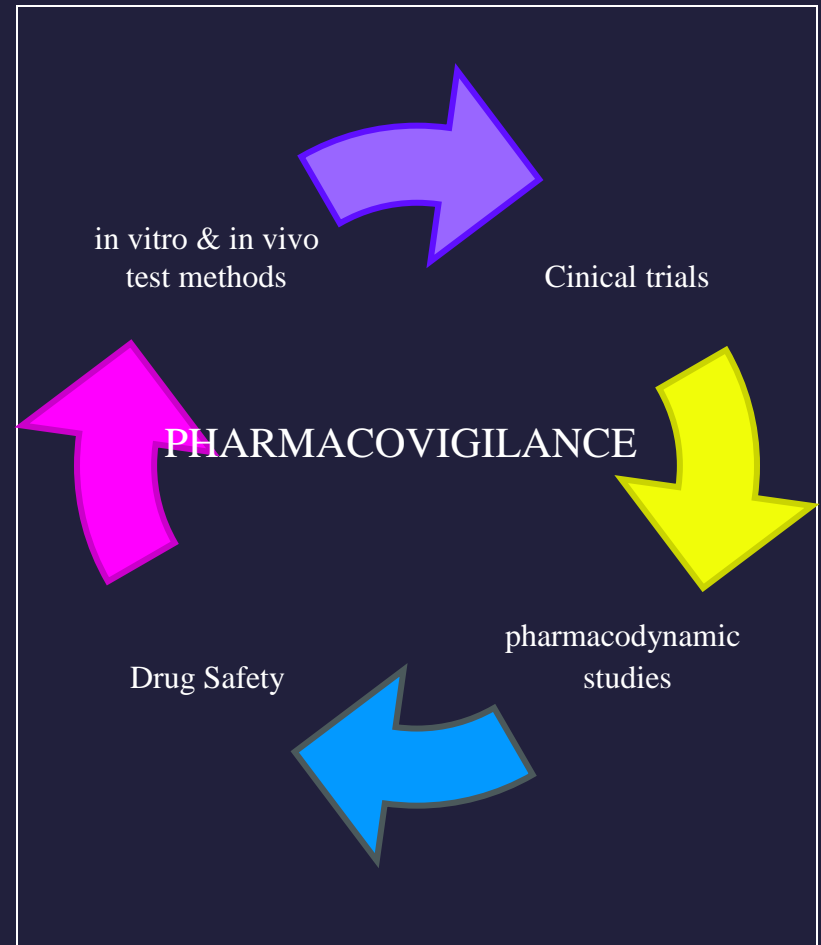 in vitro & in vivo
test methods
Cinical trials
PHARMACOVIGILANCE
pharmacodynamic
studies
Drug Safety